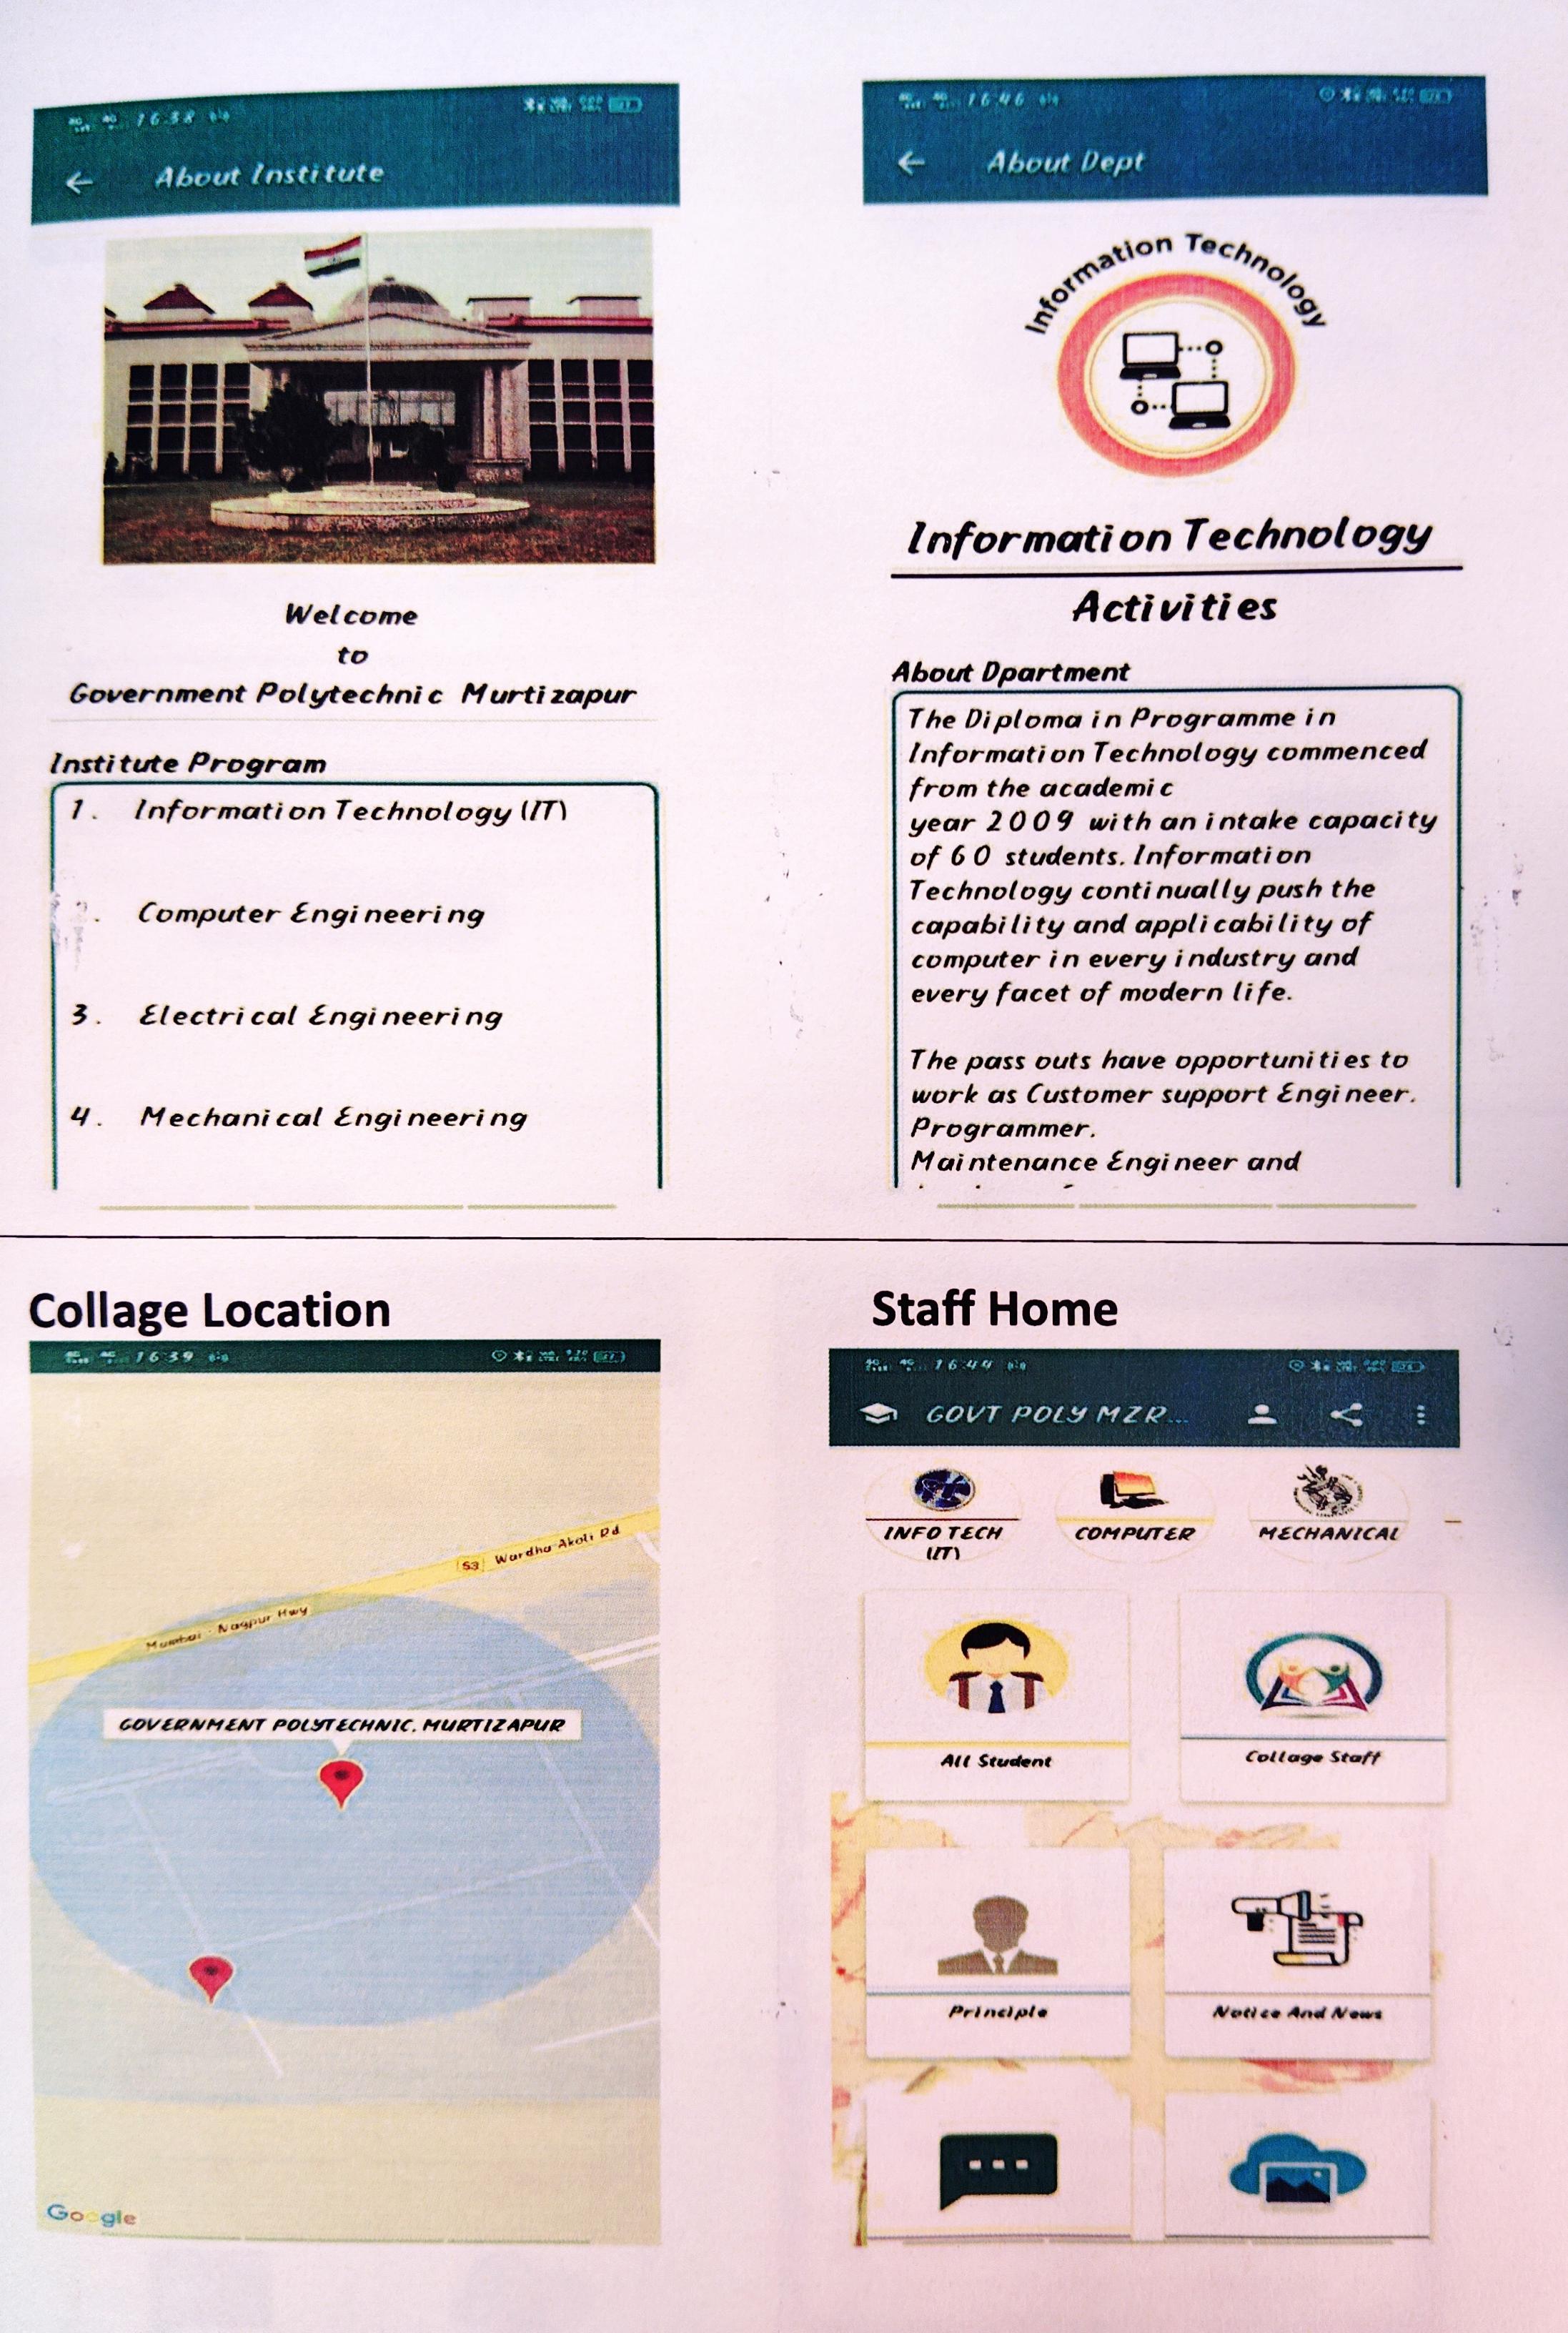 16:38
About Institute
Welcome
to
Government Polytechnic Murtizapur
Institute Program
1. Information Technology (IT)
. Computer Engineering
3. Electrical Engineering
4. Mechanical Engineering
16:46
About Dept
Information Technology
Information Technology
Activities
About Dpartment
The Diploma in Programme in
Information Technology commenced
from the academic
year 2009 with an intake capacity
of 60 students. Information
Technology continually push the
capability and applicability of
computer in every industry and
every facet of modern life.
The pass outs have opportunities to
work as Customer support Engineer.
Programmer.
Maintenance Engineer and
Collage Location
16:39
53 Wardha-Akoli Rd
Mumbai - Nagpur Hwy
GOVERNMENT POLYTECHNIC. MURTIZAPUR
Google
Staff Home
16:44
GOVT POLY MZR...
INFO TECH
(IT)
COMPUTER
MECHANICAL
All Student
Collage Staff
Principle
Notice And News